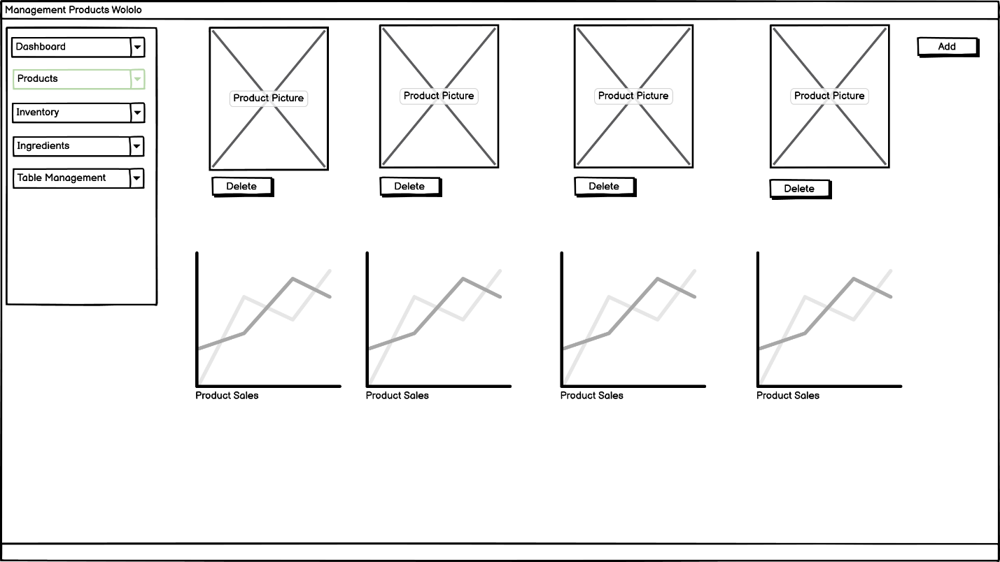 Management Products Wololo
Dashboard
Products
Inventory
Ingredients
Table Management
Product Picture
Product Picture
Product Picture
Product Picture
Add
Delete
Delete
Delete
Delete
Product Sales
Product Sales
Product Sales
Product Sales